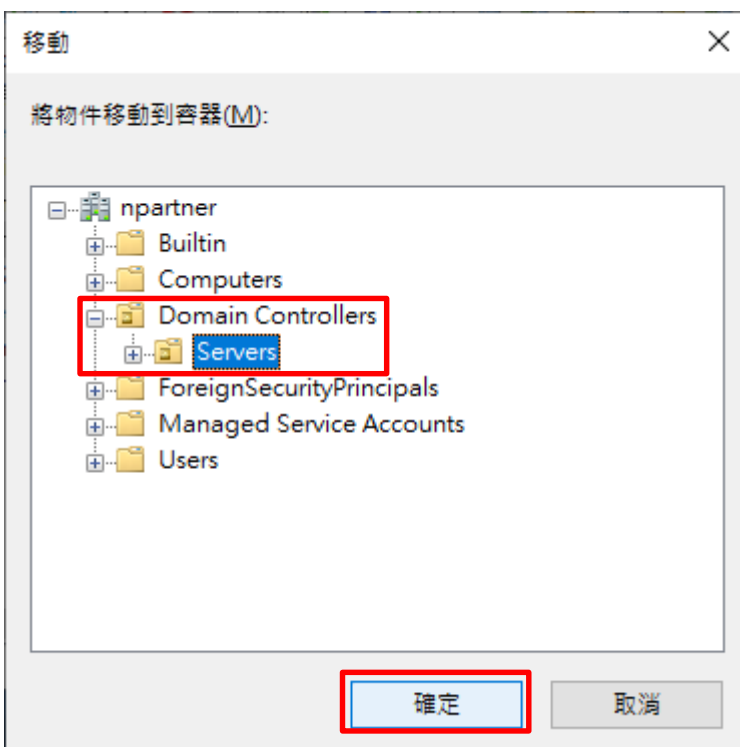 移動
將物件移動到容器(M):
npartner
Builtin
Computers
Domain Controllers
Servers
ForeignSecurityPrincipals
Managed Service Accounts
Users
確定 取消